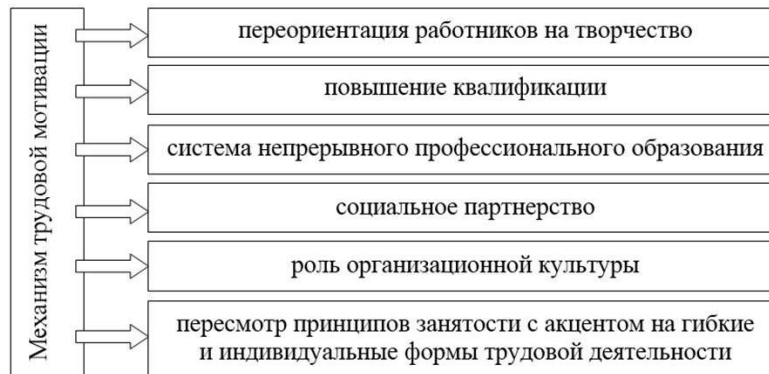 Механизм трудовой мотивации
переориентация работников на творчество
повышение квалификации
система непрерывного профессионального образования
социальное партнерство
роль организационной культуры
пересмотр принципов занятости с акцентом на гибкие
и индивидуальные формы трудовой деятельности